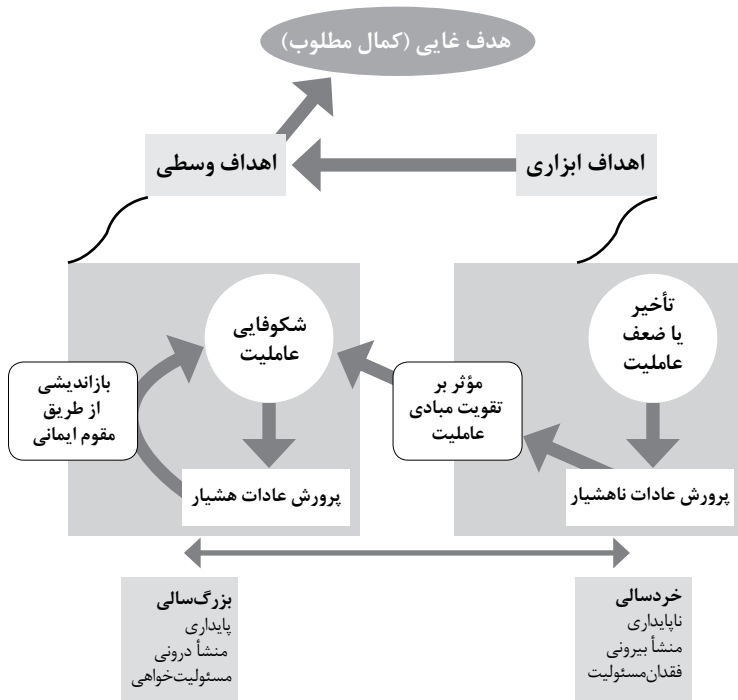 هدف غایی (کمال مطلوب)
اهداف ابزاری
اهداف وسطی
تأخیر
یا ضعف
عاملیت
پرورش عادات ناهشیار
مؤثر بر
تقویت مبادی
عاملیت
شکوفایی
عاملیت
پرورش عادات هشیار
بازاندیشی
از طریق
مقوم ایمانی
خردسالی
ناپایداری
منشأ بیرونی
فقدان‌مسئولیت
بزرگ‌سالی
پایداری
منشأ درونی
مسئولیت‌خواهی